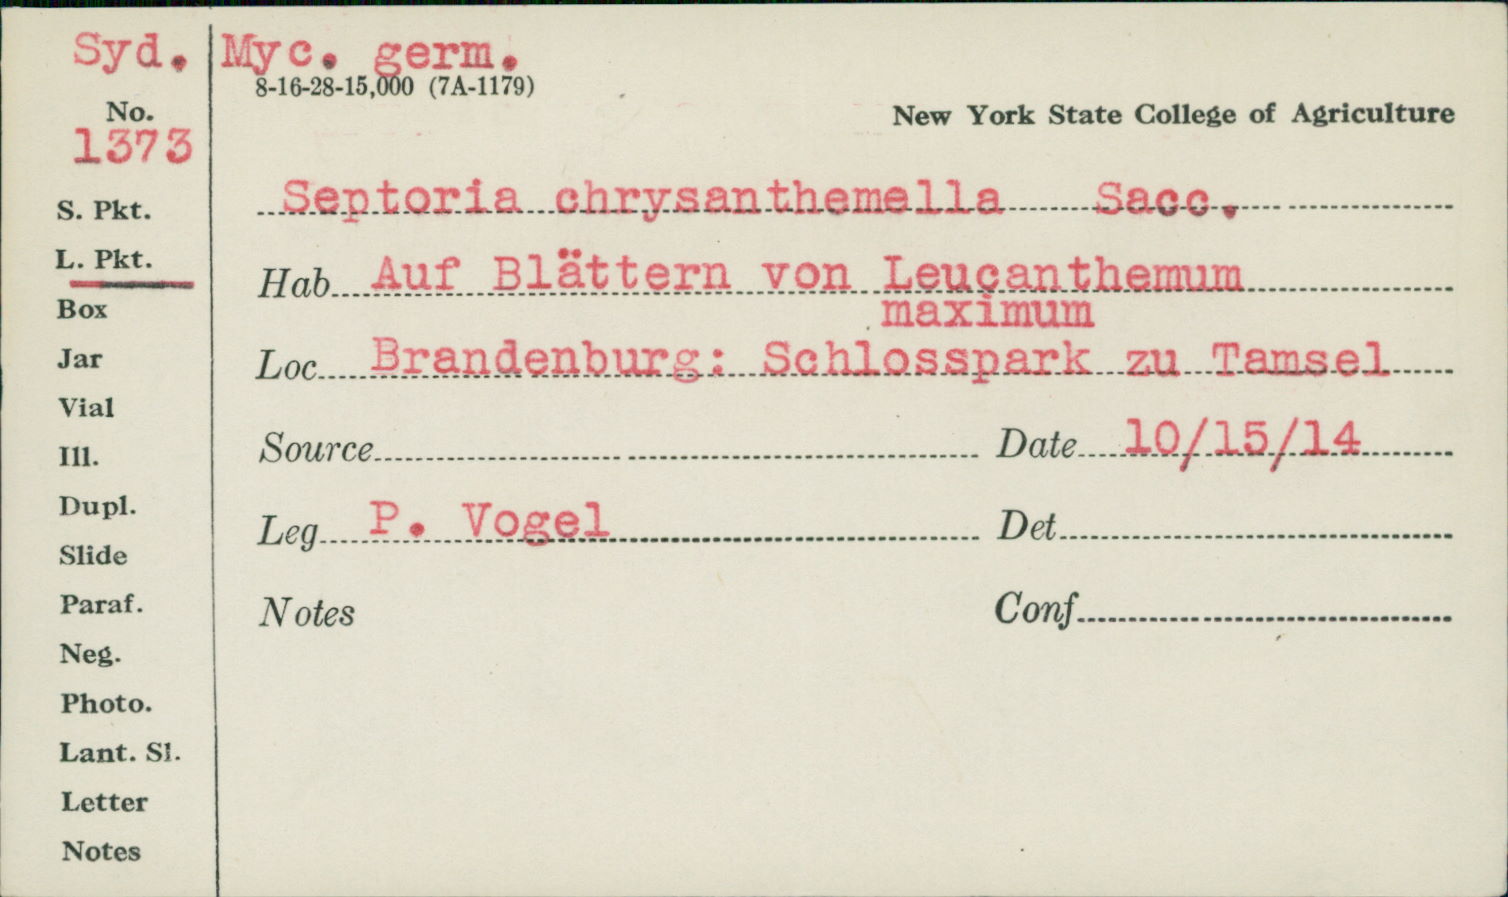 Syd. Myc. germ.
8-16-28-15,000 (7A-1179)
New York State College of Agriculture
No.
1373
S. Pkt.
L. Pkt.
Box
Jar
Vial
Ill.
Dupl.
Slide
Paraf.
Neg.
Photo.
Lant. Sl.
Letter
Notes
Septoria chrysanthemella Sacc.
Hab Auf Blättern von Leucanthemum
maximum
Loc Brandenburg: Schlosspark zu Tamsel
Source Date 10/15/14
Leg P. Vogel Det
Notes Conf